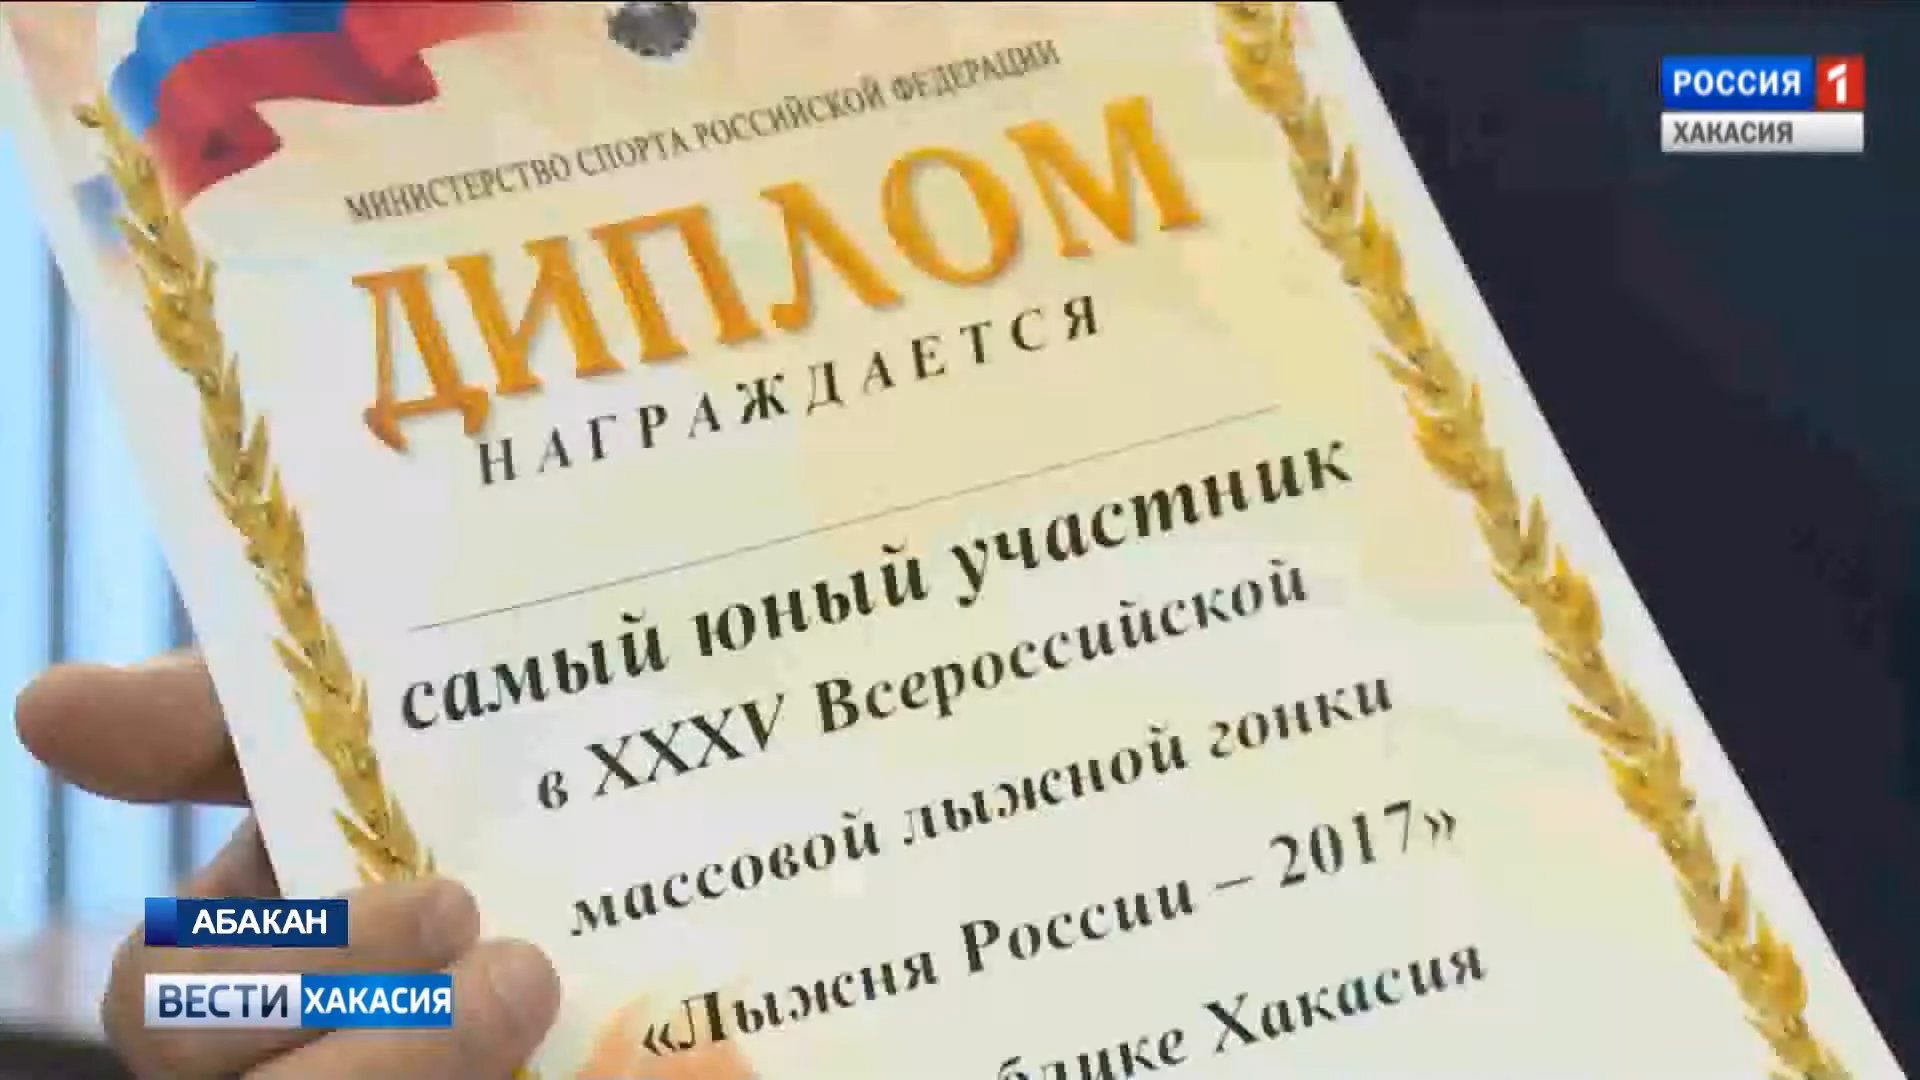 МИНИСТЕРСТВО СПОРТА РОССИЙСКОЙ ФЕДЕРАЦИИ
ДИПЛОМ
НАГРАЖДАЕТСЯ
самый юный участник
в XXXV Всероссийской
массовой лыжной гонки
«Лыжня России – 2017»
Хакасия
РОССИЯ 1
ХАКАСИЯ
АБАКАН
ВЕСТИ ХАКАСИЯ